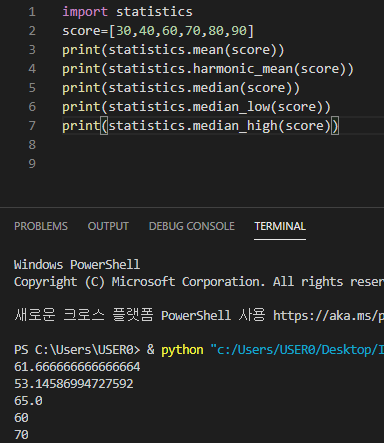 1 import statistics
2 score=[30,40,60,70,80,90]
3 print(statistics.mean(score))
4 print(statistics.harmonic_mean(score))
5 print(statistics.median(score))
6 print(statistics.median_low(score))
7 print(statistics.median_high(score))
8
9
PROBLEMS OUTPUT DEBUG CONSOLE TERMINAL
Windows PowerShell
Copyright (C) Microsoft Corporation. All rights reser
새로운 크로스 플랫폼 PowerShell 사용 https://aka.ms/p
PS C:\Users\USER0> & python "c:/Users/USER0/Desktop/I
61.666666666666664
53.14586994727592
65.0
60
70